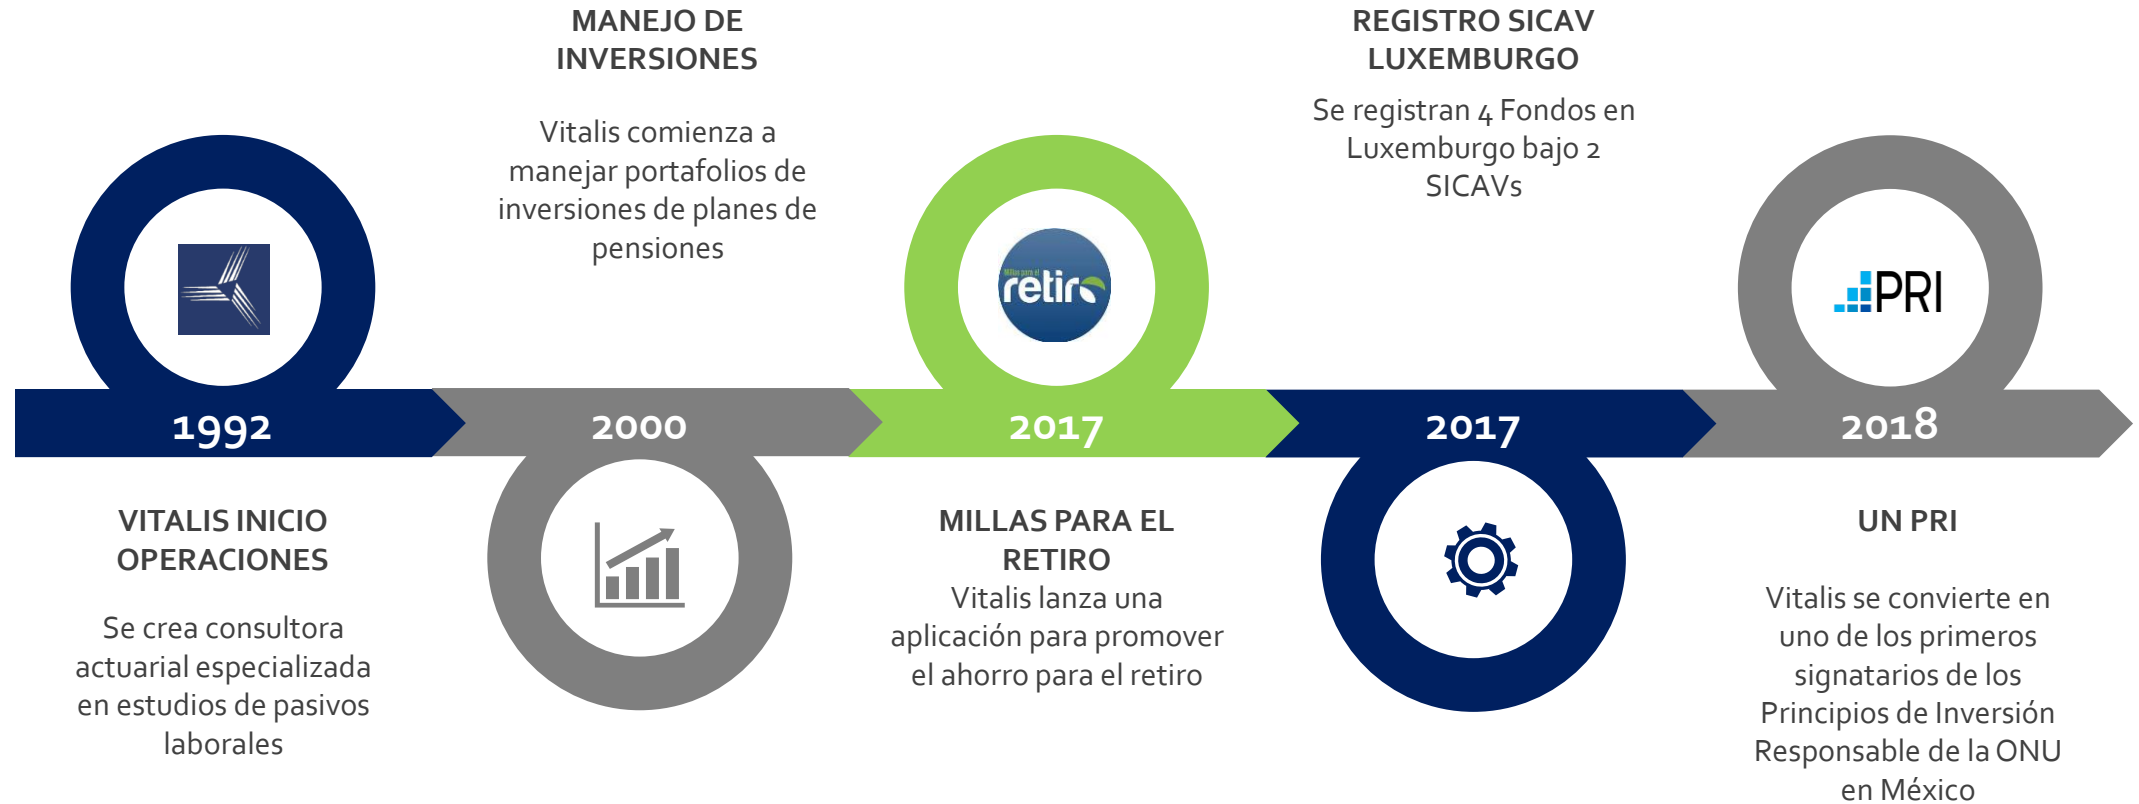 MANEJO DE
INVERSIONES
Vitalis comienza a
manejar portafolios de
inversiones de planes de
pensiones
REGISTRO SICAV
LUXEMBURGO
Se registran 4 Fondos en
Luxemburgo bajo 2
SICAVs
Millas para el
retiro
PRI
1992
2000
2017
2017
2018
VITALIS INICIO
OPERACIONES
Se crea consultora
actuarial especializada
en estudios de pasivos
laborales
MILLAS PARA EL
RETIRO
Vitalis lanza una
aplicación para promover
el ahorro para el retiro
UN PRI
Vitalis se convierte en
uno de los primeros
signatarios de los
Principios de Inversión
Responsable de la ONU
en México